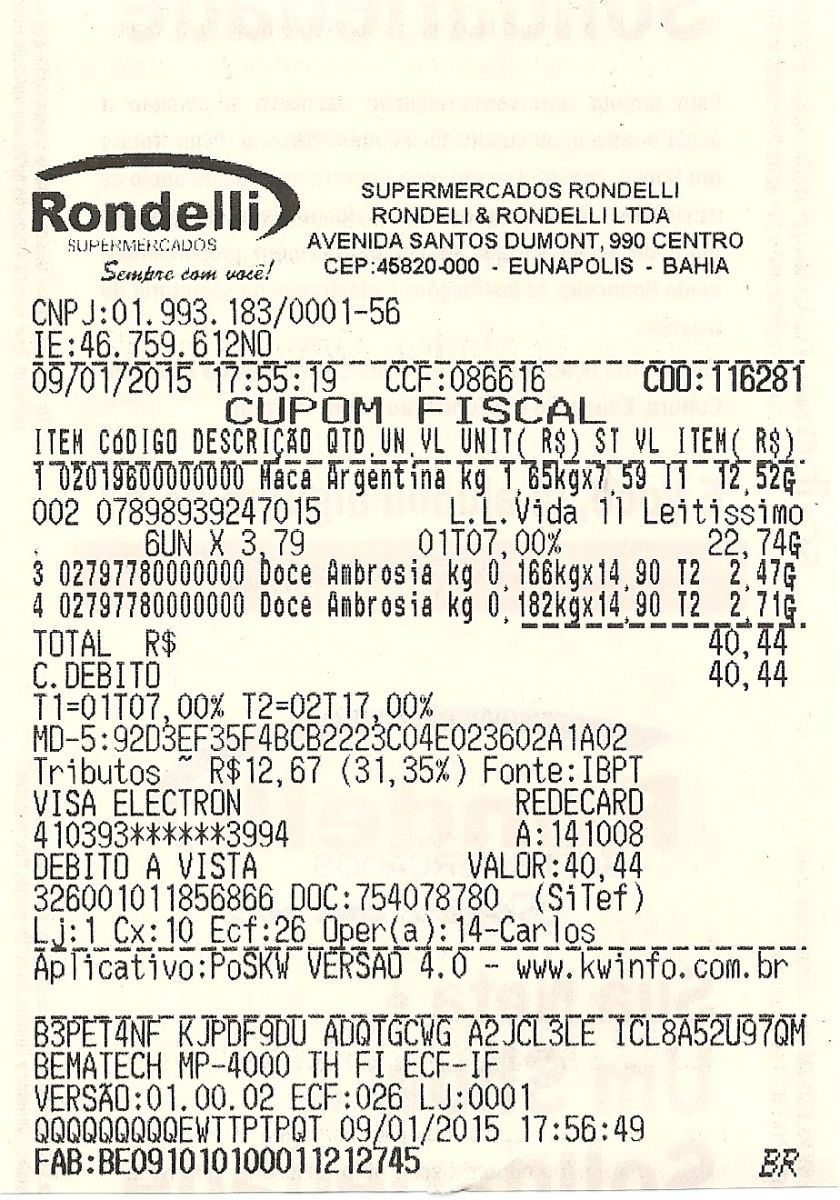 Rondelli
SUPERMERCADOS
Sempre com você!
SUPERMERCADOS RONDELLI
RONDELI & RONDELLI LTDA
AVENIDA SANTOS DUMONT, 990 CENTRO
CEP:45820-000 - EUNAPOLIS - BAHIA
CNPJ:01.993.183/0001-56
IE:46.759.612NO
09/01/2015 17:55:19 CCF:086616 COO:116281
CUPOM FISCAL
ITEM CóDIGO DESCRIÇÃO QTD.UN.VL UNIT( R$) ST VL ITEM( R$)
1 02019600000000 Maca Argentina kg 1,65kgx7,59 T1 12,52G
002 07898939247015 L.L.Vida 1l Leitissimo
. 6UN X 3,79 01T07,00% 22,74G
3 02797780000000 Doce Ambrosia kg 0,166kgx14,90 T2 2,47G
4 02797780000000 Doce Ambrosia kg 0,182kgx14,90 T2 2,71G
TOTAL R$ 40,44
C.DEBITO 40,44
T1=01T07,00% T2=02T17,00%
MD-5:92D3EF35F4BCB2223C04E023602A1A02
Tributos ~ R$12,67 (31,35%) Fonte:IBPT
VISA ELECTRON REDECARD
410393******3994 A:141008
DEBITO A VISTA VALOR:40,44
326001011856866 DOC:754078780 (SiTef)
Lj:1 Cx:10 Ecf:26 Oper(a):14-Carlos
Aplicativo:PoSKW VERSAO 4.0 - www.kwinfo.com.br
B3PET4NF KJPDF9DU ADQTGCWG A2JCL3LE ICL8A52U97QM
BEMATECH MP-4000 TH FI ECF-IF
VERSÃO:01.00.02 ECF:026 LJ:0001
QQQQQQQQQEWTTPTPQT 09/01/2015 17:56:49
FAB:BE091010100011212745 BR